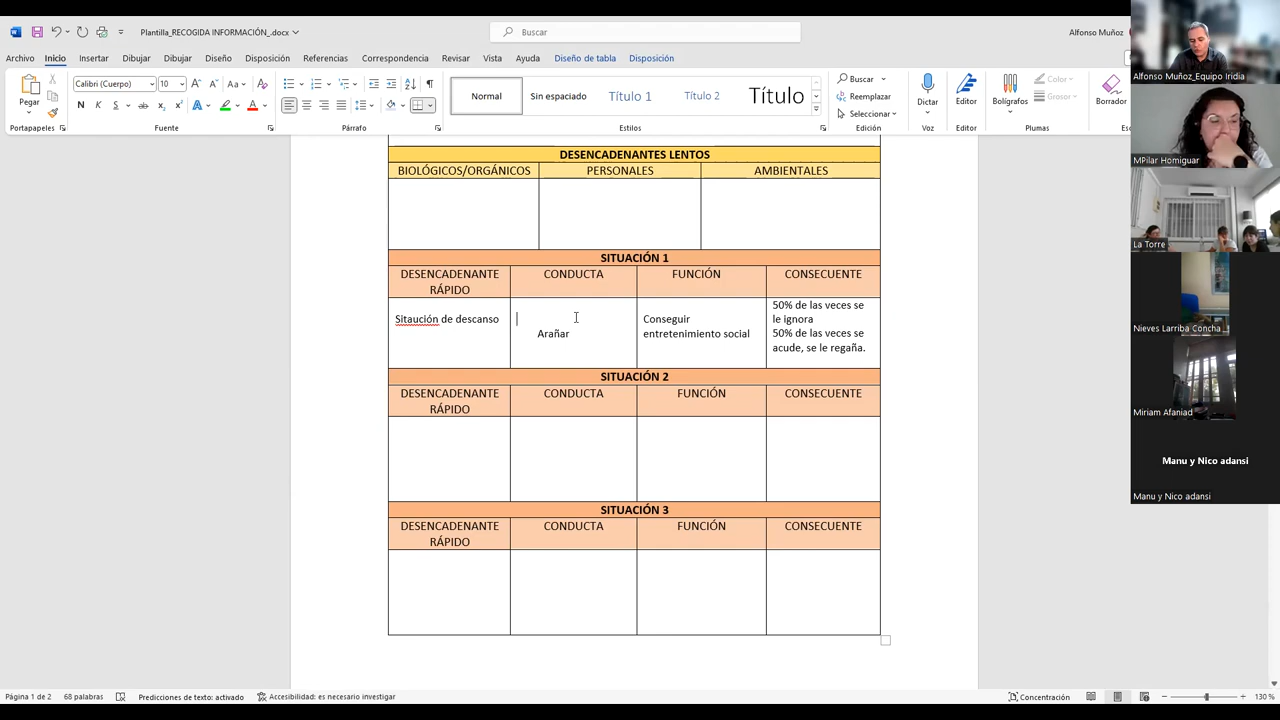 Plantilla_RECOGIDA INFORMACIÓN_.docx
Buscar
Alfonso Muñoz
Archivo Inicio Insertar Dibujar Diseño Disposición Referencias Correspondencia Revisar Vista Ayuda Diseño de tabla Disposición
Pegar
Portapapeles
Calibri (Cuerpo) 10
Fuente
Párrafo
Normal
Sin espaciado
Título 1
Título 2
Título
Estilos
Buscar
Reemplazar
Seleccionar
Edición
Dictar
Voz
Editor
Editor
Bolígrafos
Color
Grosor
Plumas
Borrador
DESENCADENANTES LENTOS
BIOLÓGICOS/ORGÁNICOS PERSONALES AMBIENTALES
SITUACIÓN 1
DESENCADENANTE RÁPIDO
CONDUCTA
FUNCIÓN
CONSECUENTE
Sitaución de descanso
Arañar
Conseguir
entretenimiento social
50% de las veces se
le ignora
50% de las veces se
acude, se le regaña.
SITUACIÓN 2
DESENCADENANTE RÁPIDO
CONDUCTA
FUNCIÓN
CONSECUENTE
SITUACIÓN 3
DESENCADENANTE RÁPIDO
CONDUCTA
FUNCIÓN
CONSECUENTE
Página 1 de 2 68 palabras Predicciones de texto: activado Accesibilidad: es necesario investigar Concentración 130 %
Alfonso Muñoz_Equipo Iridia
MPilar Homiguar
La Torre
Nieves Larriba Concha
Miriam Afaniad
Manu y Nico adansi
Manu y Nico adansi